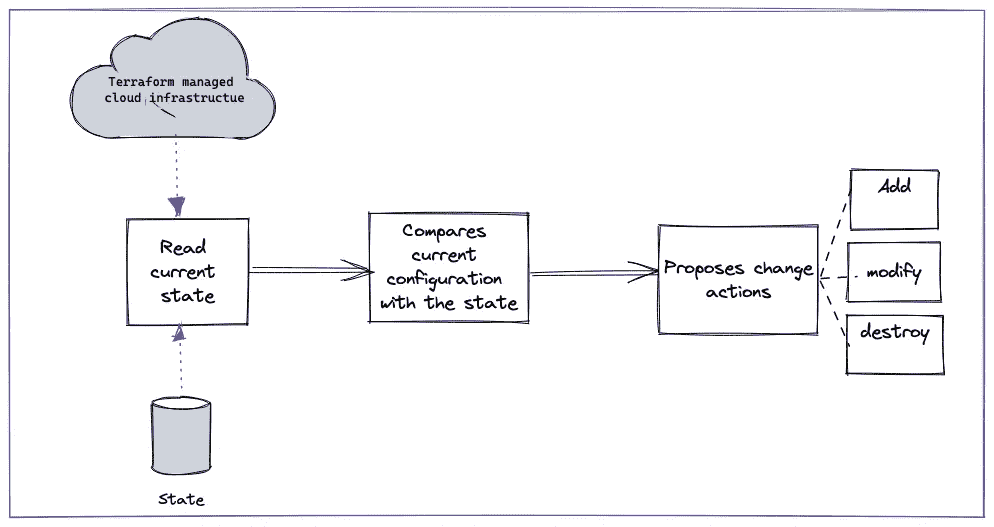 Terraform managed
cloud infrastructue
Read
current
state
Compares
current
configuration
with the state
Proposes change
actions
Add
modify
destroy
State